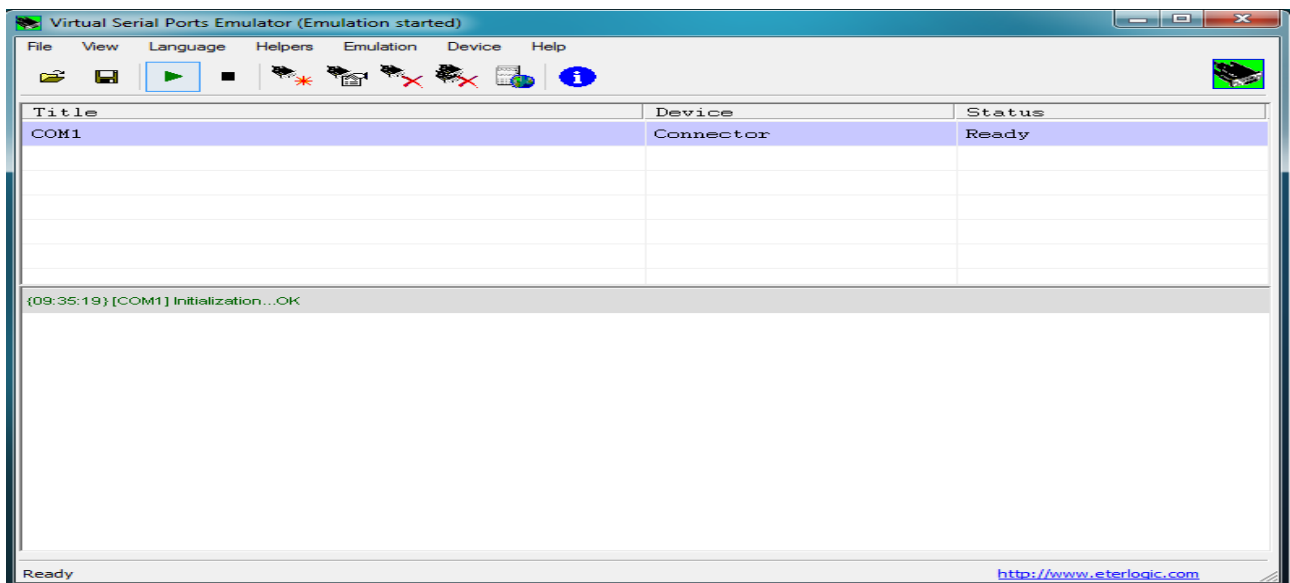 Virtual Serial Ports Emulator (Emulation started)
File View Language Helpers Emulation Device Help
Title Device Status
COM1 Connector Ready
{09:35:19} [COM1] Initialization...OK
Ready http://www.eterlogic.com